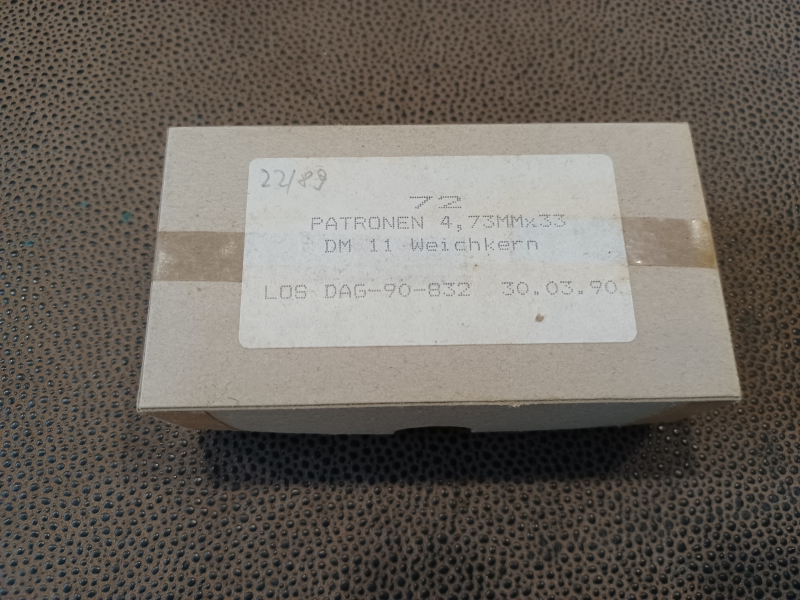 22/89
72
PATRONEN 4,73MMx33
DM 11 Weichkern
LOS DAG-90-832 30.03.90